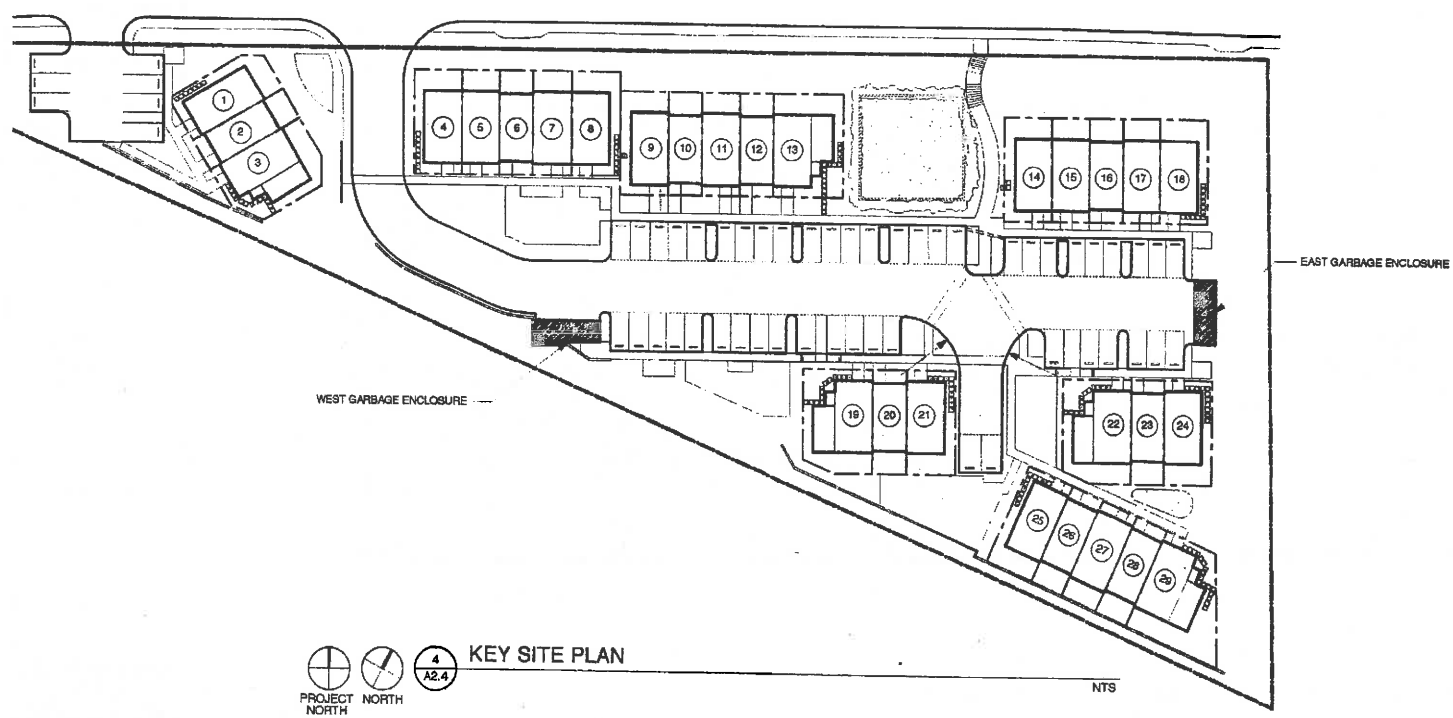 1
2
3
4 5 6 7 8
9 10 11 12 13
14 15 16 17 18
EAST GARBAGE ENCLOSURE
WEST GARBAGE ENCLOSURE
19 20 21
22 23 24
25 26 27 28 29
4
A2.4
KEY SITE PLAN
NTS
PROJECT
NORTH
NORTH